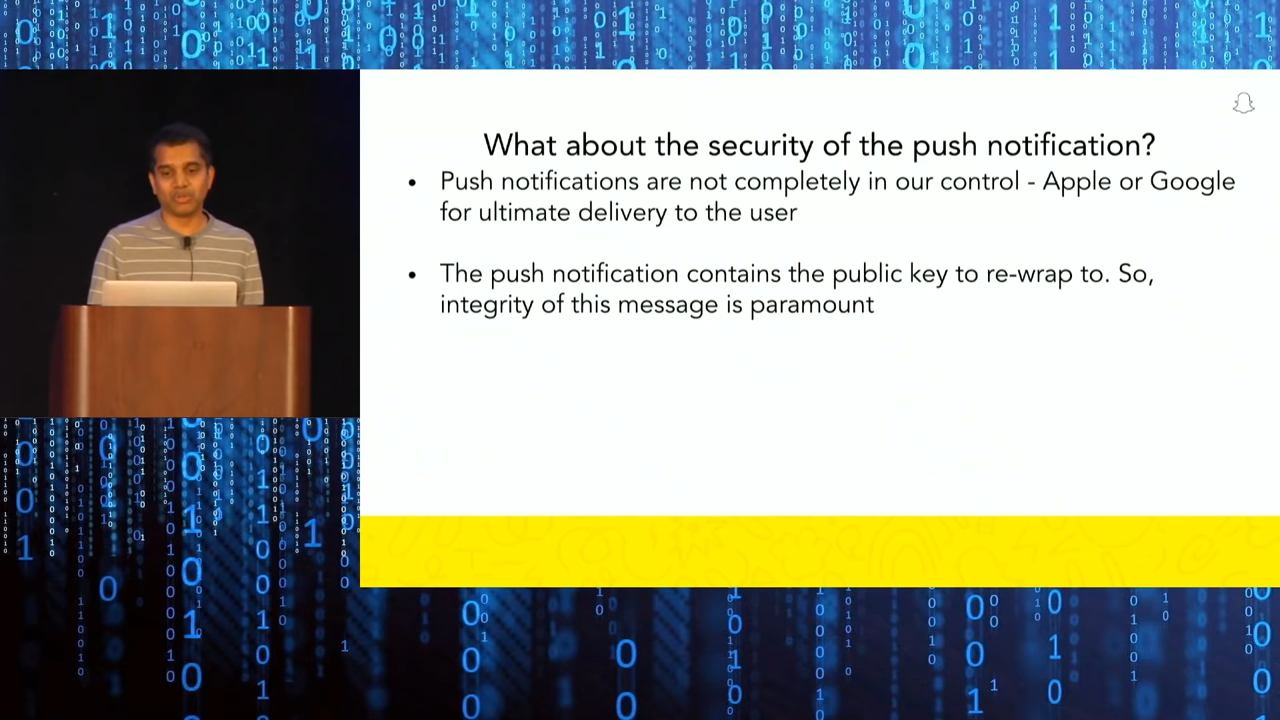 What about the security of the push notification?
• Push notifications are not completely in our control - Apple or Google
for ultimate delivery to the user
• The push notification contains the public key to re-wrap to. So,
integrity of this message is paramount